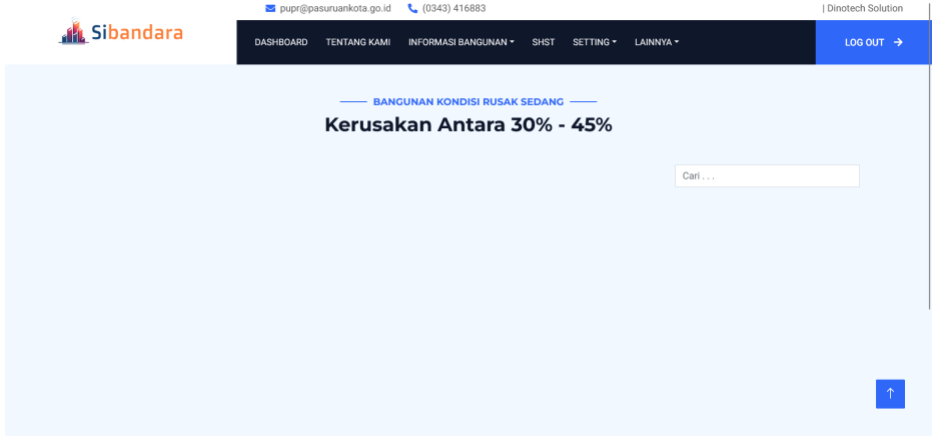 pupr@pasuruankota.go.id (0343) 416883 | Dinotech Solution
Sibandara
DASHBOARD TENTANG KAMI INFORMASI BANGUNAN SHST SETTING LAINNYA LOG OUT →
BANGUNAN KONDISI RUSAK SEDANG
Kerusakan Antara 30% - 45%
Cari . . .